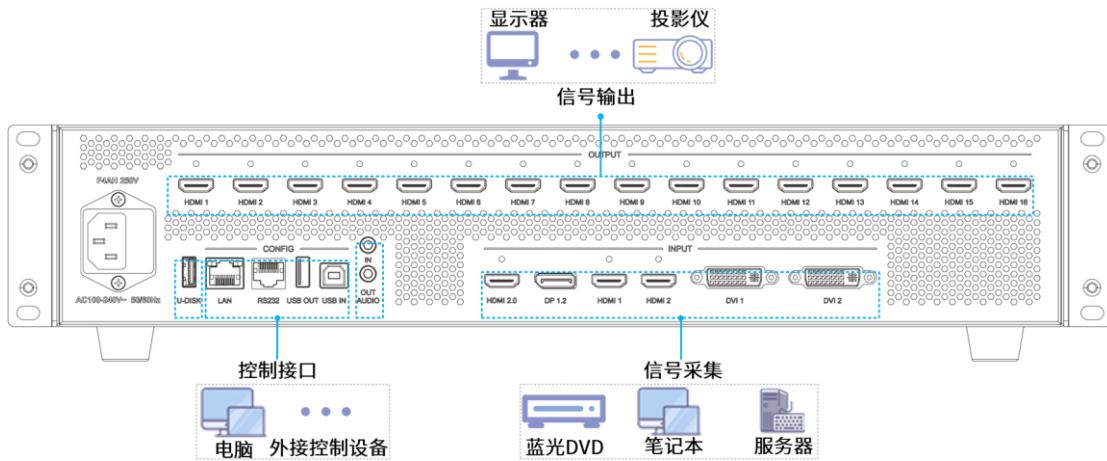 显示器 投影仪
信号输出
OUTPUT
F4AH 250V
HDMI 1 HDMI 2 HDMI 3 HDMI 4 HDMI 5 HDMI 6 HDMI 7 HDMI 8 HDMI 9 HDMI 10 HDMI 11 HDMI 12 HDMI 13 HDMI 14 HDMI 15 HDMI 16
CONFIG
INPUT
IN
OUT
AUDIO
AC100-240V~ 50/60Hz
U-DISK LAN RS232 USB OUT USB IN
HDMI 2.0 DP 1.2 HDMI 1 HDMI 2 DVI 1 DVI 2
控制接口
信号采集
电脑 外接控制设备
蓝光DVD 笔记本 服务器